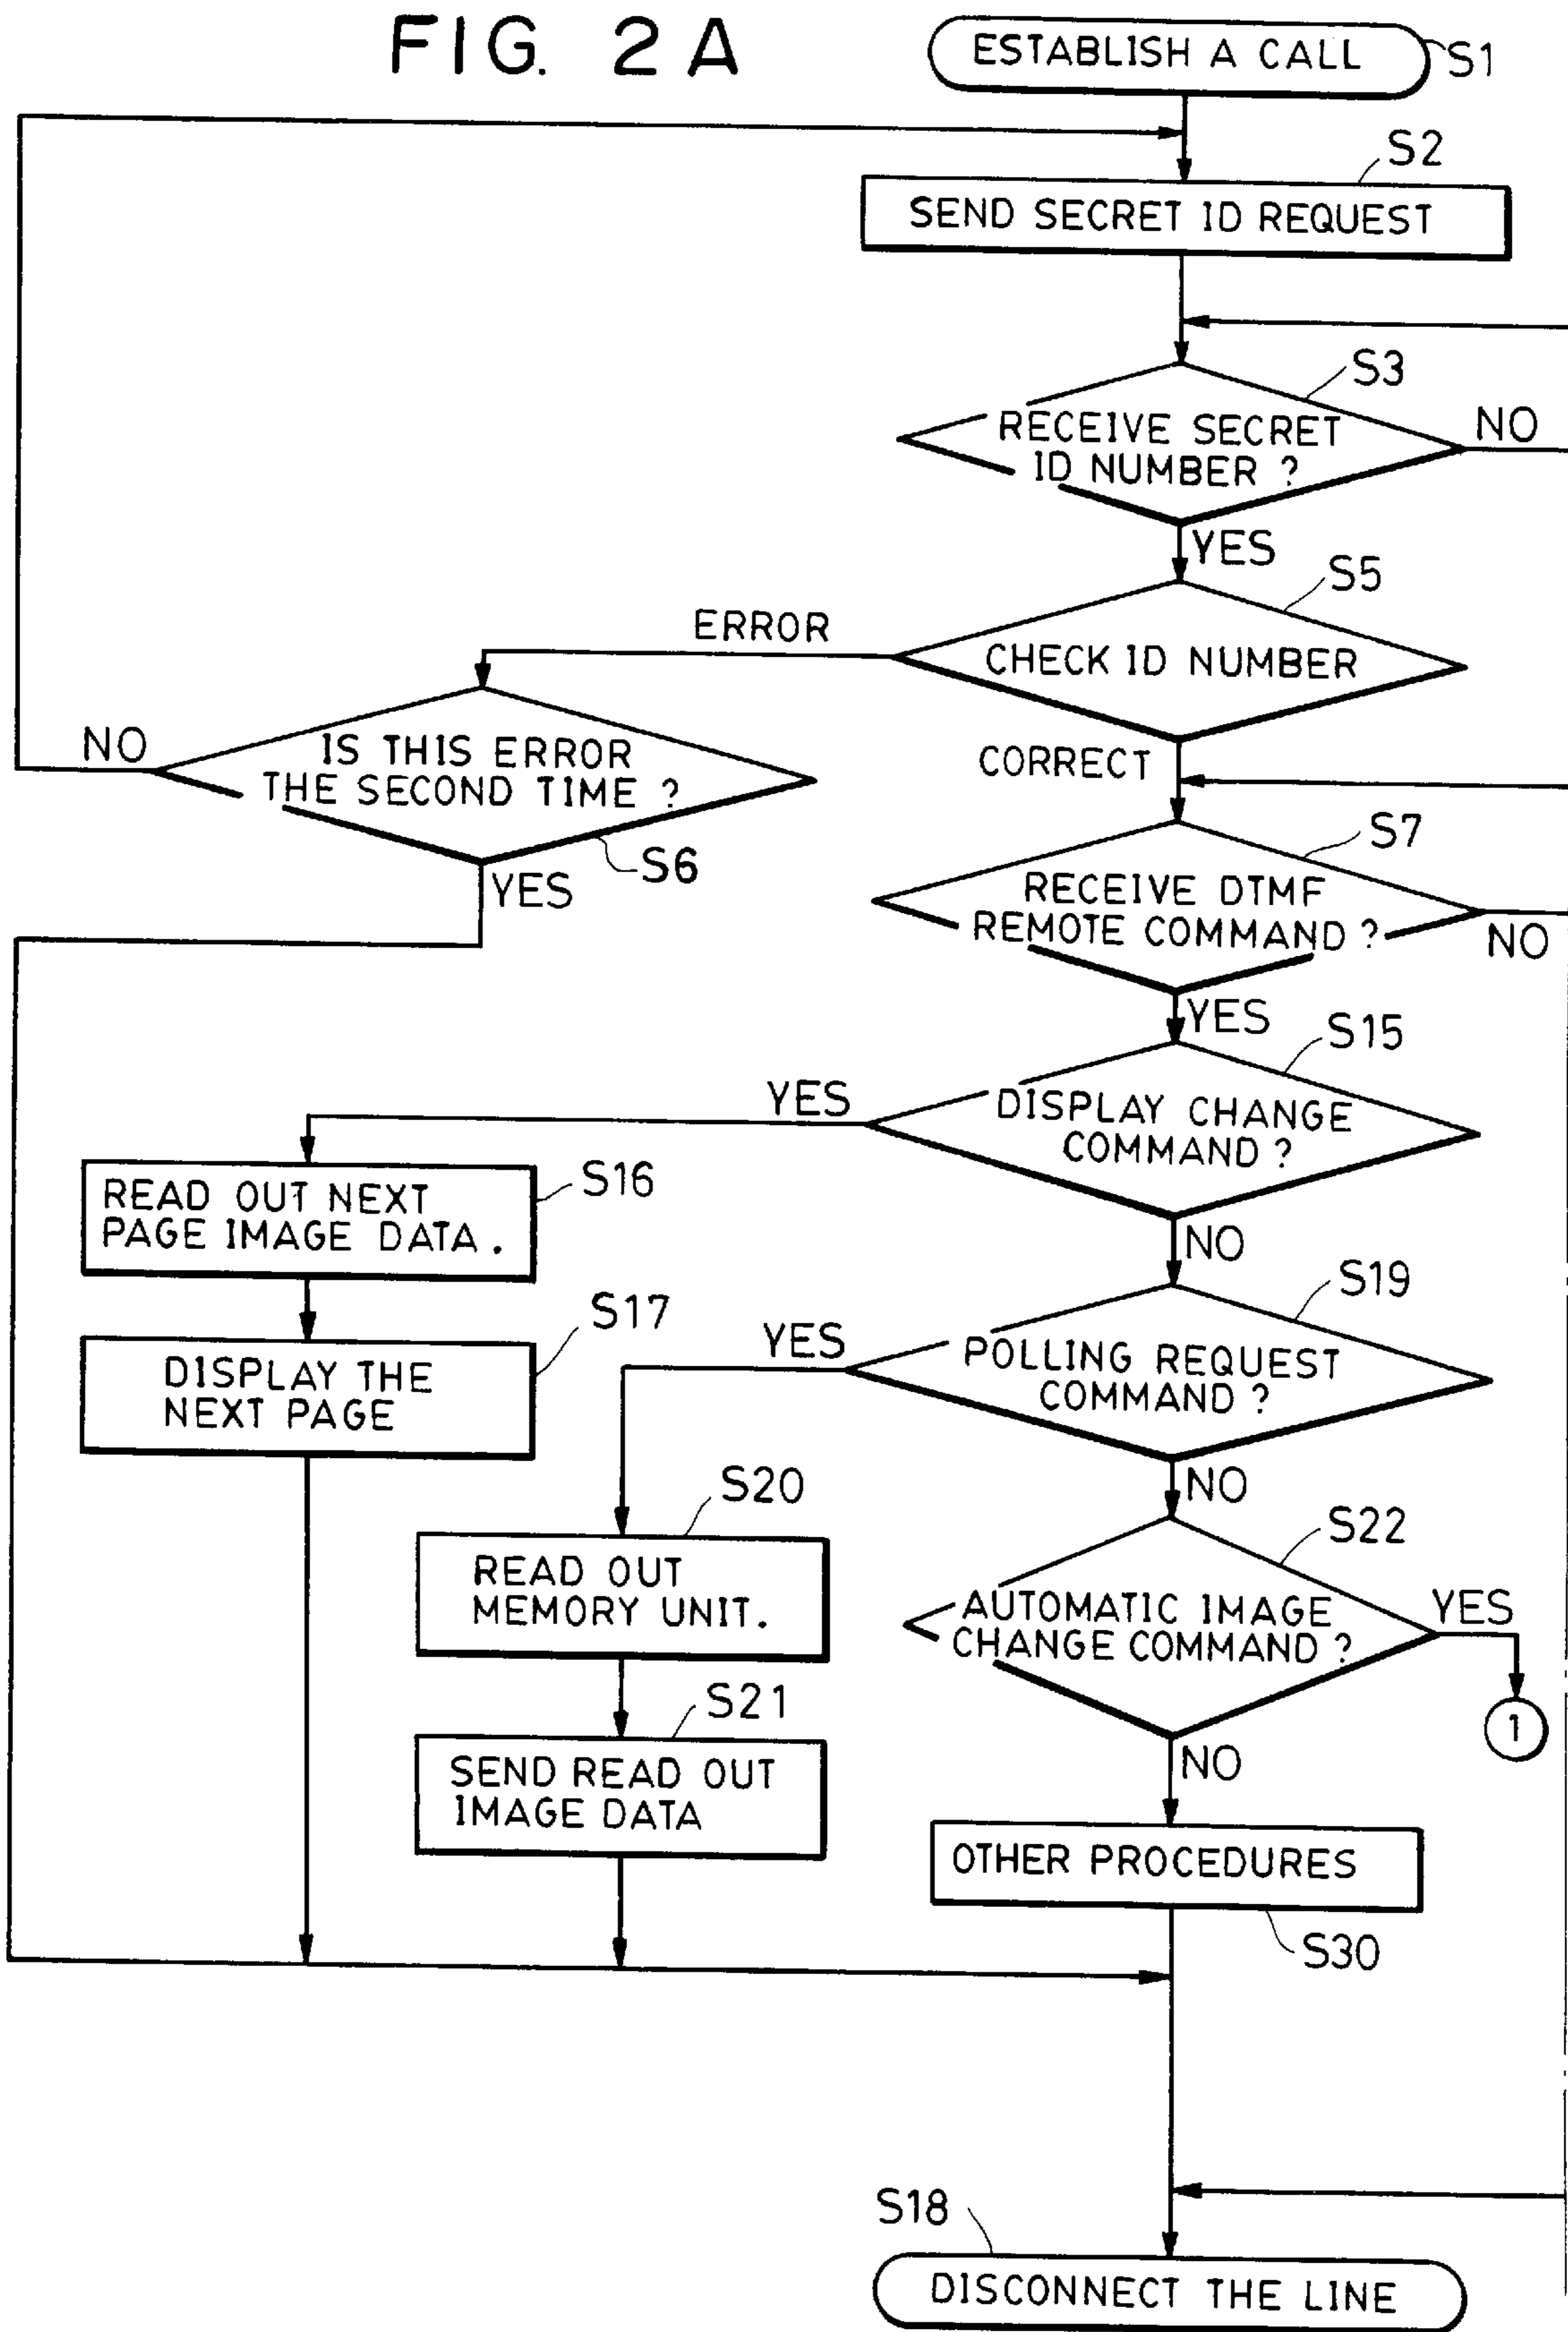 FIG. 2A
ESTABLISH A CALL
S1
S2
SEND SECRET ID REQUEST
S3
RECEIVE SECRET
ID NUMBER ?
NO
YES
S5
ERROR
CHECK ID NUMBER
NO
IS THIS ERROR
THE SECOND TIME ?
CORRECT
S6
YES
S7
RECEIVE DTMF
REMOTE COMMAND ?
NO
YES
S15
YES
DISPLAY CHANGE
COMMAND ?
NO
S16
READ OUT NEXT
PAGE IMAGE DATA.
S17
DISPLAY THE
NEXT PAGE
S19
YES
POLLING REQUEST
COMMAND ?
NO
S20
READ OUT
MEMORY UNIT.
S21
SEND READ OUT
IMAGE DATA
S22
AUTOMATIC IMAGE
CHANGE COMMAND ?
YES
1
NO
OTHER PROCEDURES
S30
S18
DISCONNECT THE LINE